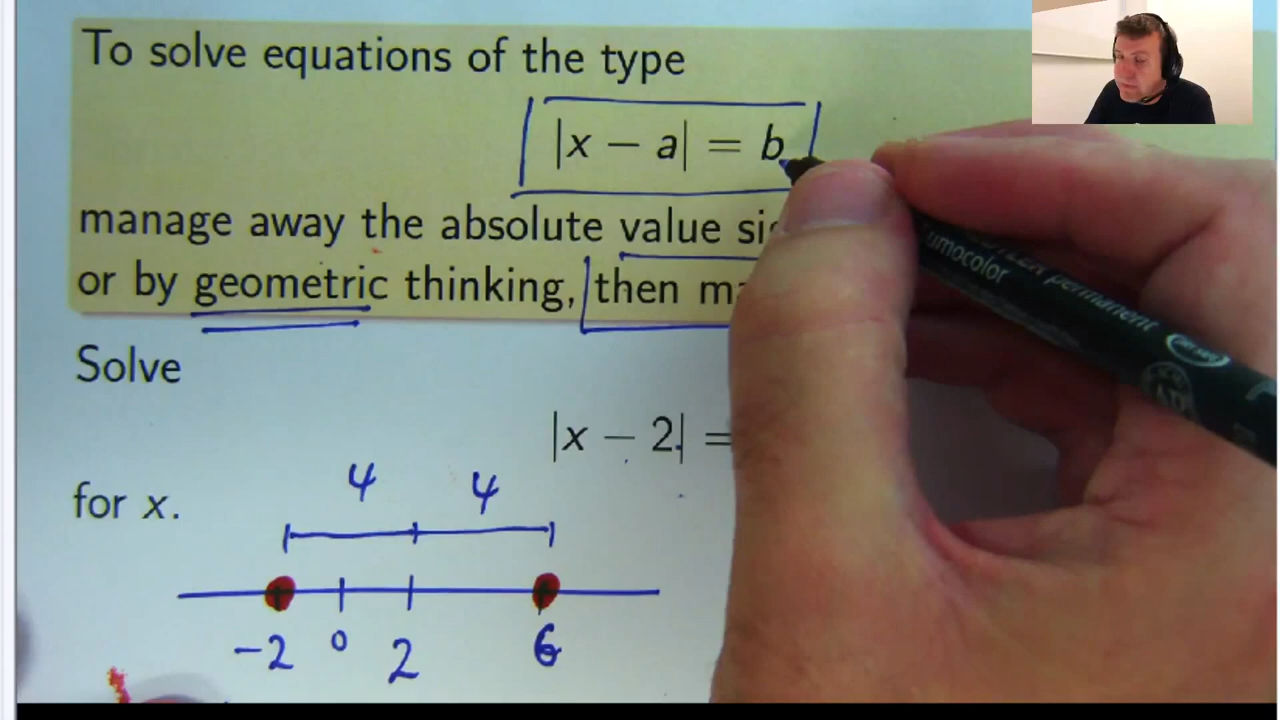 To solve equations of the type
|x − a| = b
manage away the absolute value
or by geometric thinking, then
Solve
|x − 2| =
for x.
4 4
−2 0 2 6
permanent